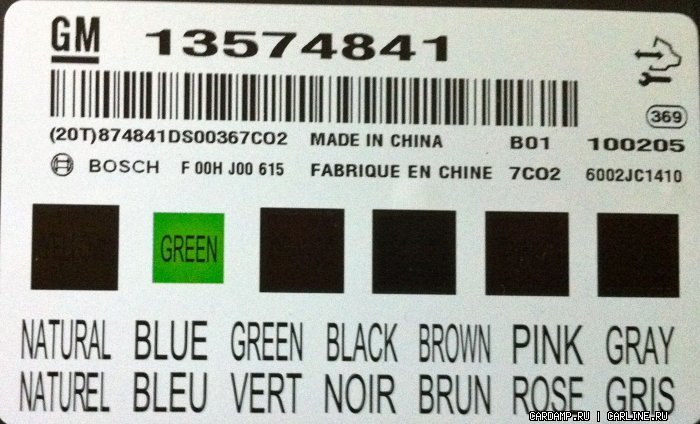 GM 13574841
369
(20T)874841DS00367C02 MADE IN CHINA B01 100205
BOSCH F 00H J00 615 FABRIQUE EN CHINE 7C02 6002JC1410
GREEN
NATURAL BLUE GREEN BLACK BROWN PINK GRAY
NATUREL BLEU VERT NOIR BRUN ROSE GRIS
CARDAMP.RU | CARLINE.RU